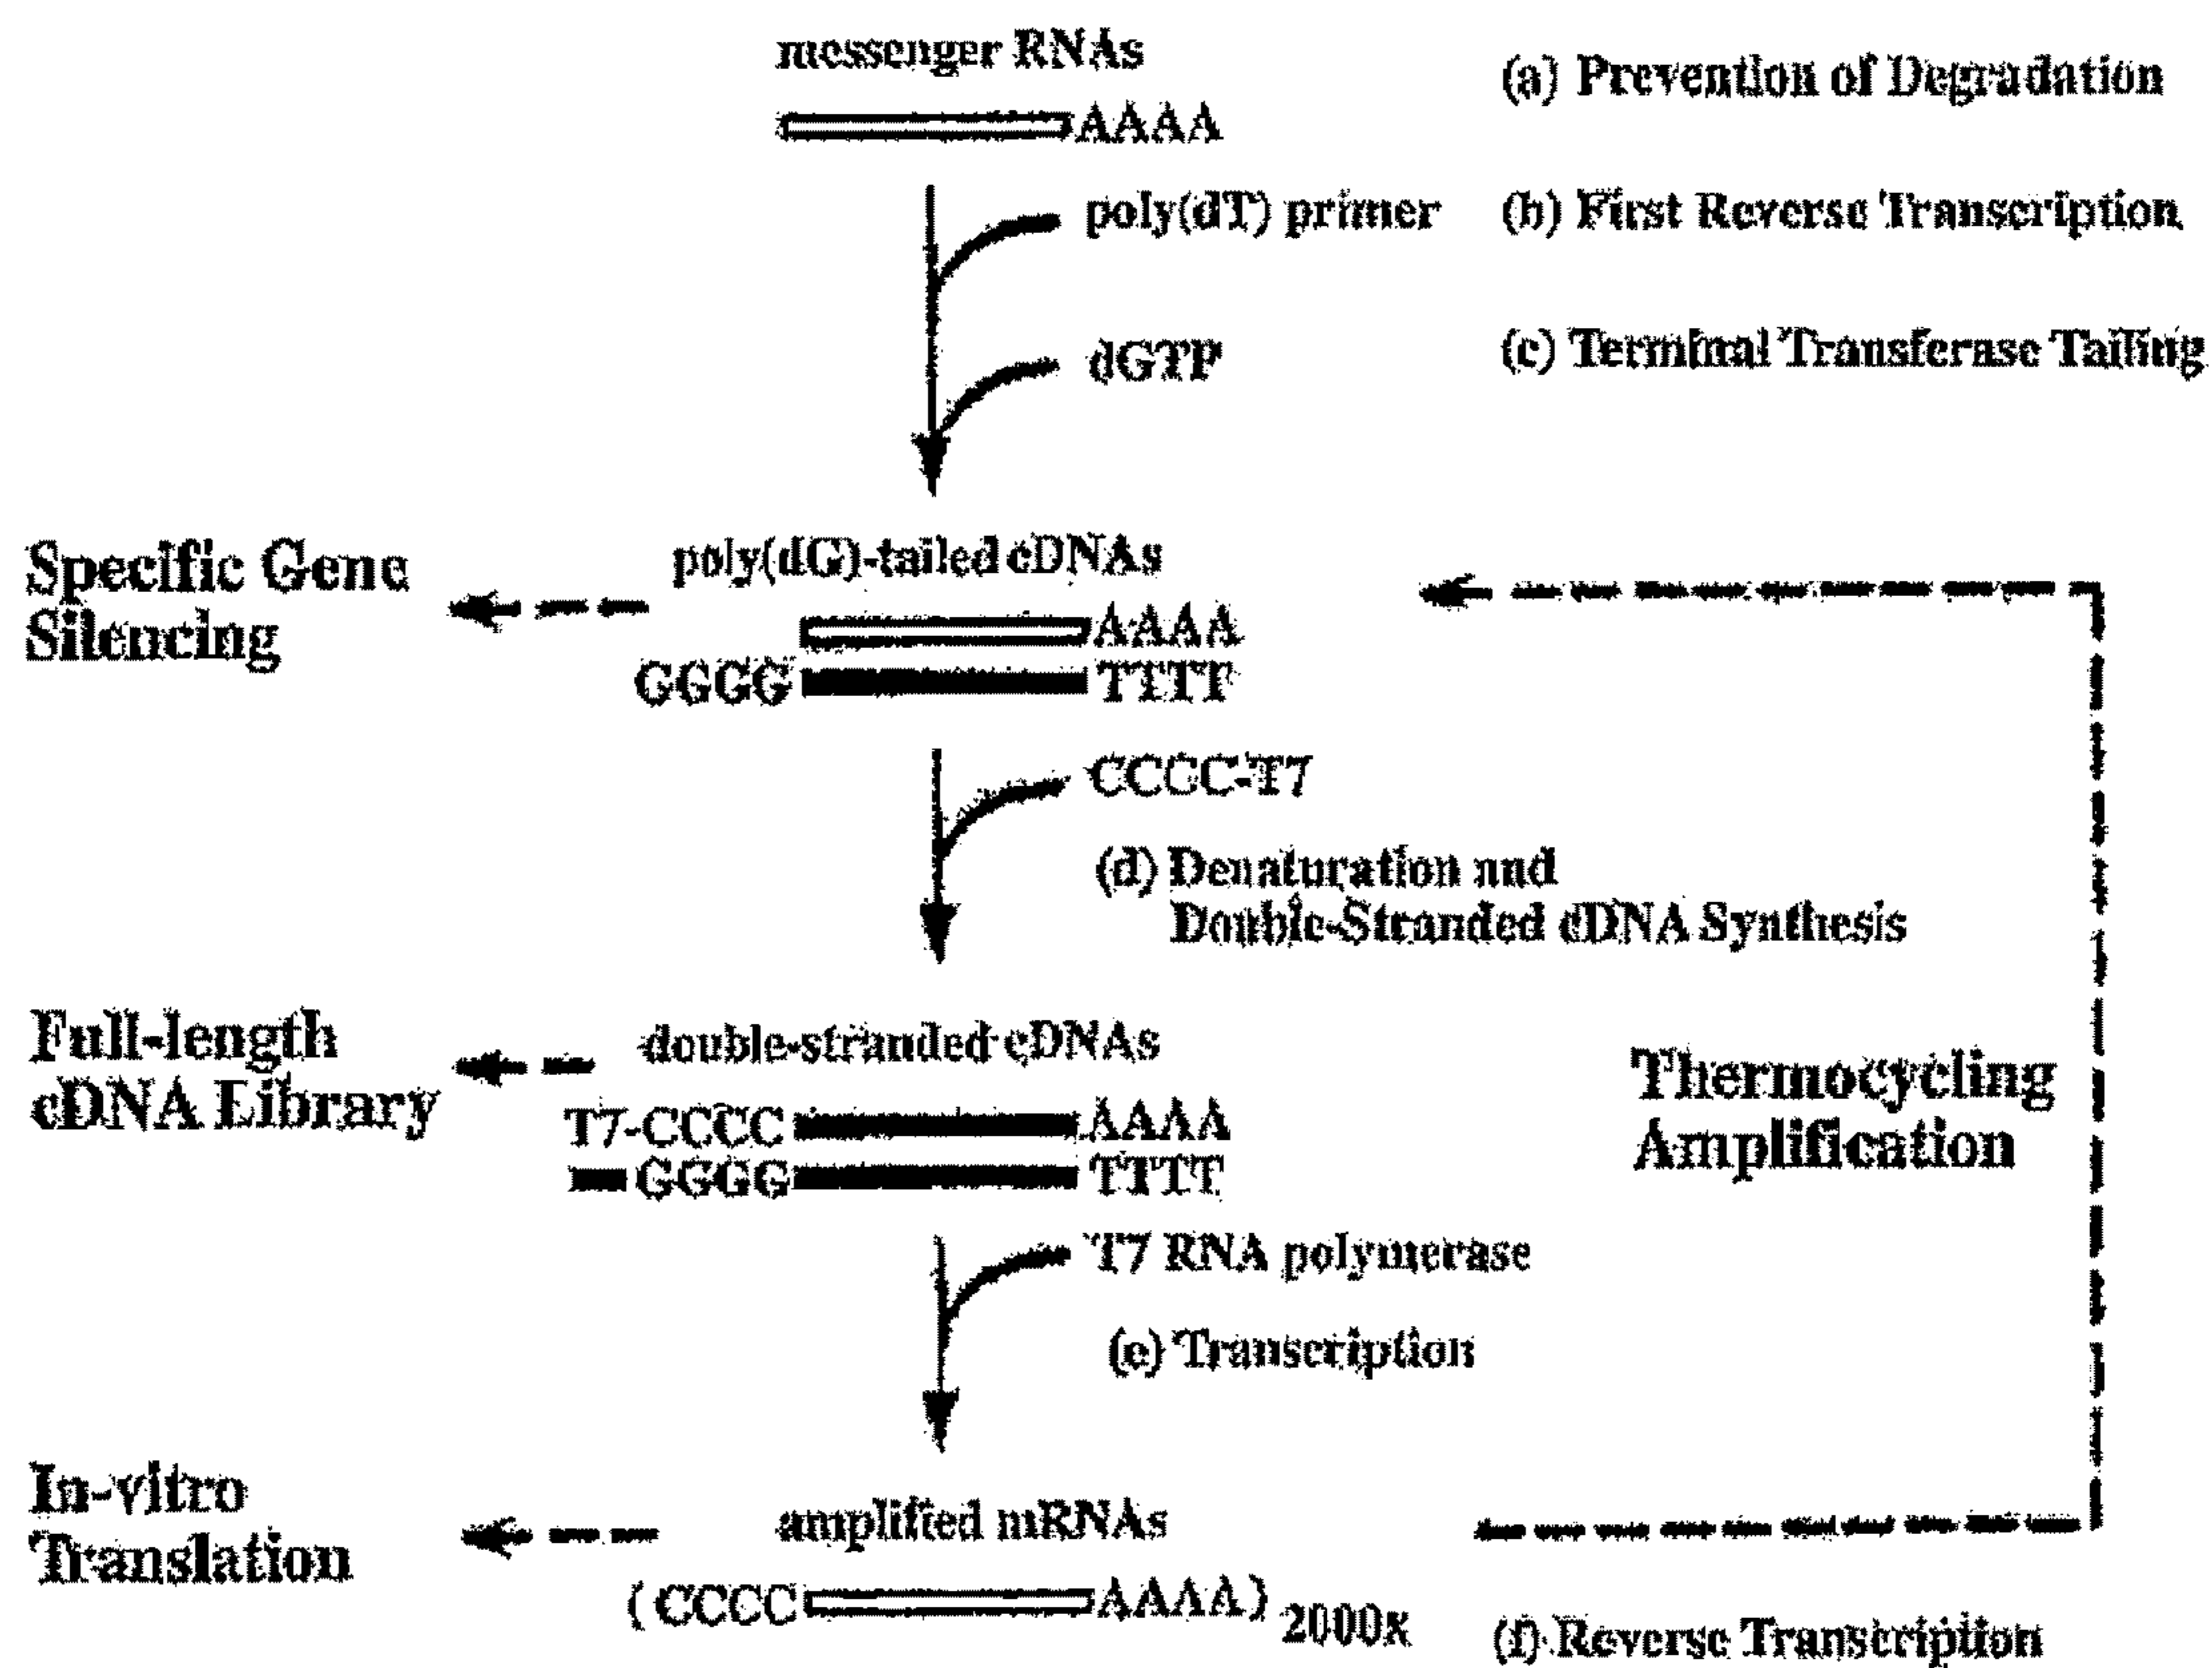 messenger RNAs
(a) Prevention of Degradation
AAAA
poly(dT) primer
(b) First Reverse Transcription
dGTP
(c) Terminal Transferase Tailing
Specific Gene
Silencing
poly(dG)-tailed cDNAs
AAAA
GGGG TTTT
CCCC-T7
(d) Denaturation and
Double-Stranded cDNA Synthesis
Full-length
cDNA Library
double-stranded cDNAs
T7-CCCC AAAA
GGGG TTTT
Thermocycling
Amplification
T7 RNA polymerase
(e) Transcription
In-vitro
Translation
amplified mRNAs
(CCCC AAAA) 2000x
(f) Reverse Transcription